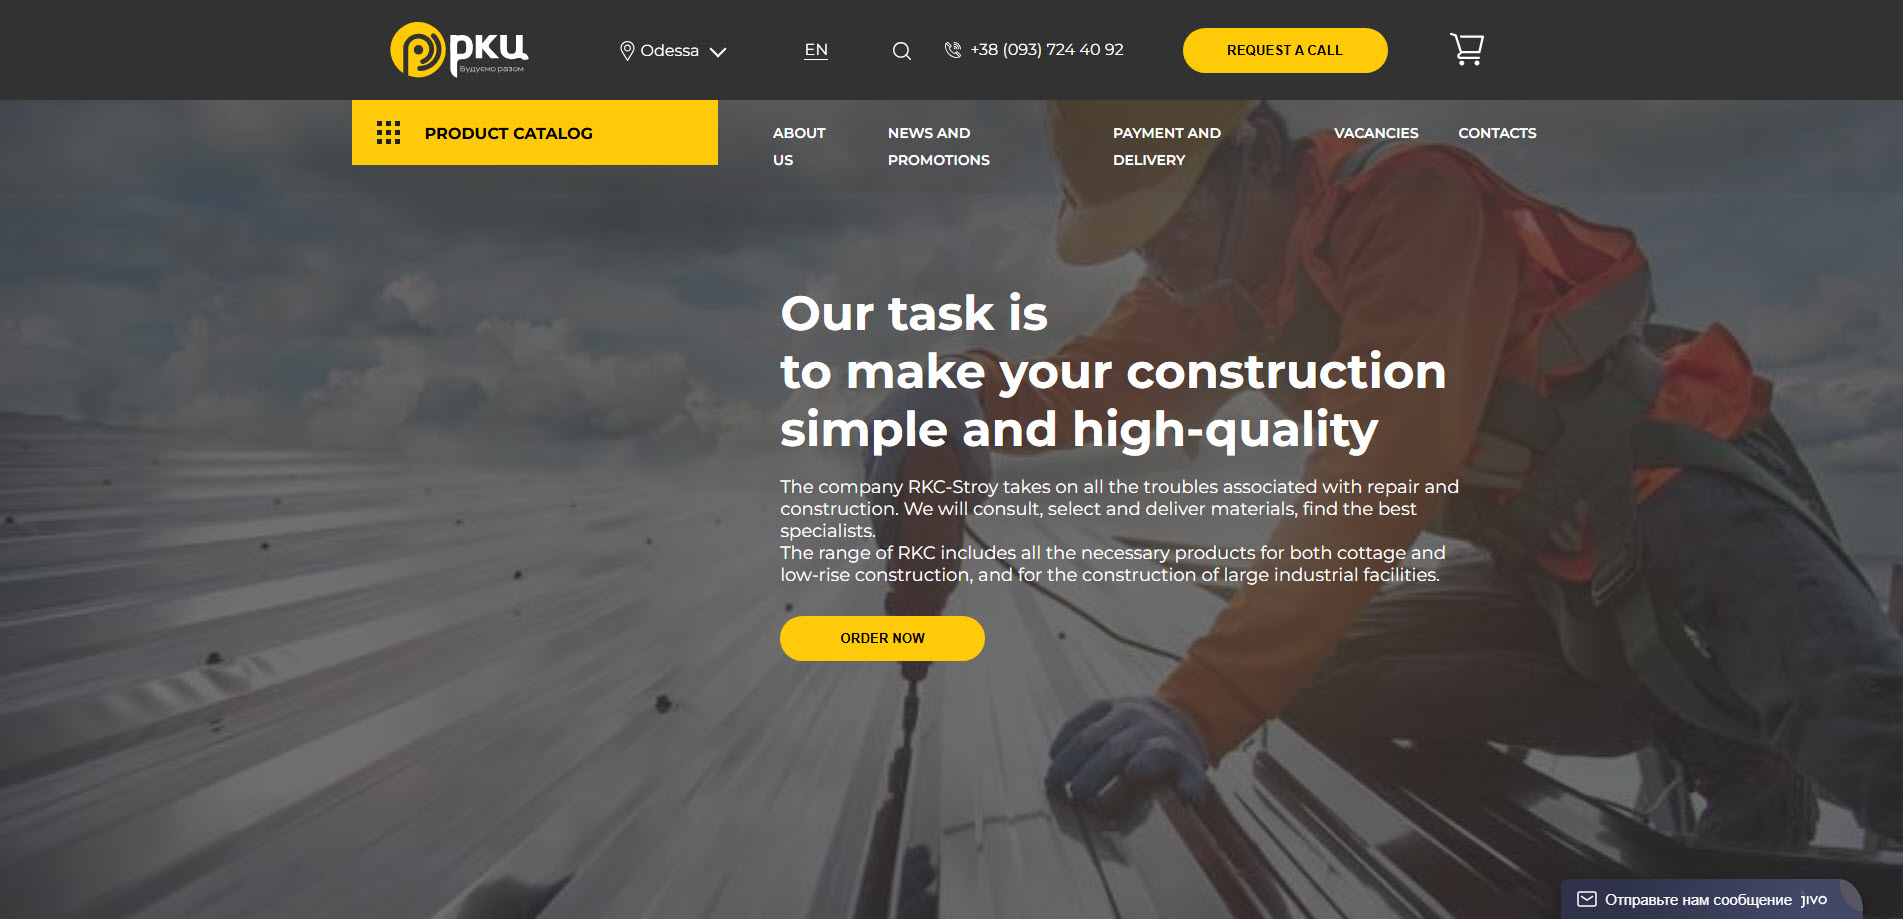 рки
Будуємо разом
Odessa
EN
+38 (093) 724 40 92
REQUEST A CALL
PRODUCT CATALOG
ABOUT
US
NEWS AND
PROMOTIONS
PAYMENT AND
DELIVERY
VACANCIES
CONTACTS
Our task is
to make your construction
simple and high-quality
The company RKC-Stroy takes on all the troubles associated with repair and
construction. We will consult, select and deliver materials, find the best
specialists.
The range of RKC includes all the necessary products for both cottage and
low-rise construction, and for the construction of large industrial facilities.
ORDER NOW
Отправьте нам сообщение jivo